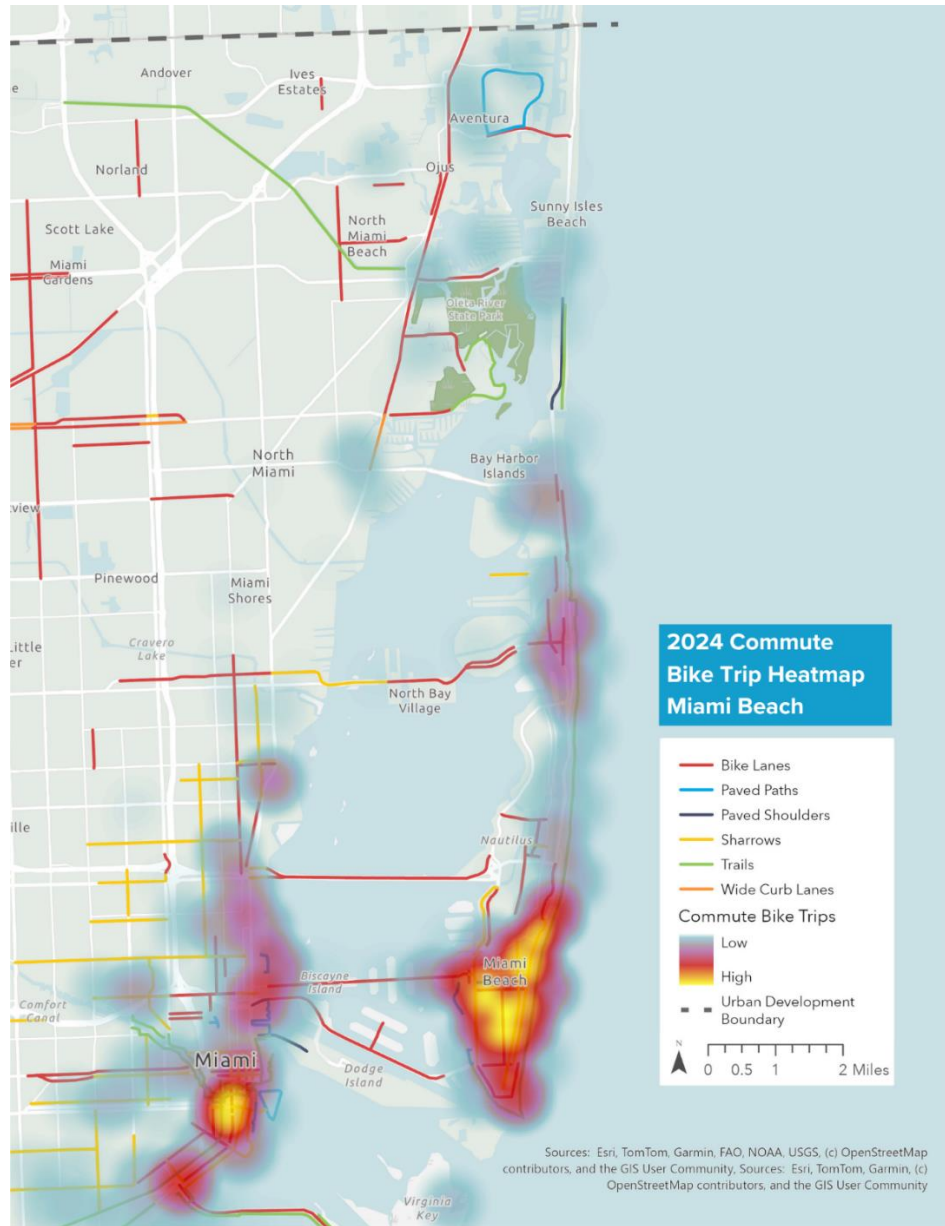 Andover
Ives
Estates
e
Aventura
Norland
Ojus
Sunny Isles
Beach
North
Miami
Beach
Scott Lake
Miami
Gardens
Oleta River
State Park
North
Miami
Bay Harbor
Islands
view
Pinewood
Miami
Shores
Little
er
Cravero
Lake
North Bay
Village
2024 Commute
Bike Trip Heatmap
Miami Beach
Bike Lanes
Paved Paths
Paved Shoulders
Sharrows
Trails
Wide Curb Lanes
Commute Bike Trips
Low
High
Urban Development
Boundary
N
0 0.5 1 2 Miles
ille
Nautilus
Miami
Beach
Biscayne
Island
Comfort
Canal
Miami
Dodge
Island
Virginia
Key
Sources: Esri, TomTom, Garmin, FAO, NOAA, USGS, (c) OpenStreetMap
contributors, and the GIS User Community, Sources: Esri, TomTom, Garmin, (c)
OpenStreetMap contributors, and the GIS User Community